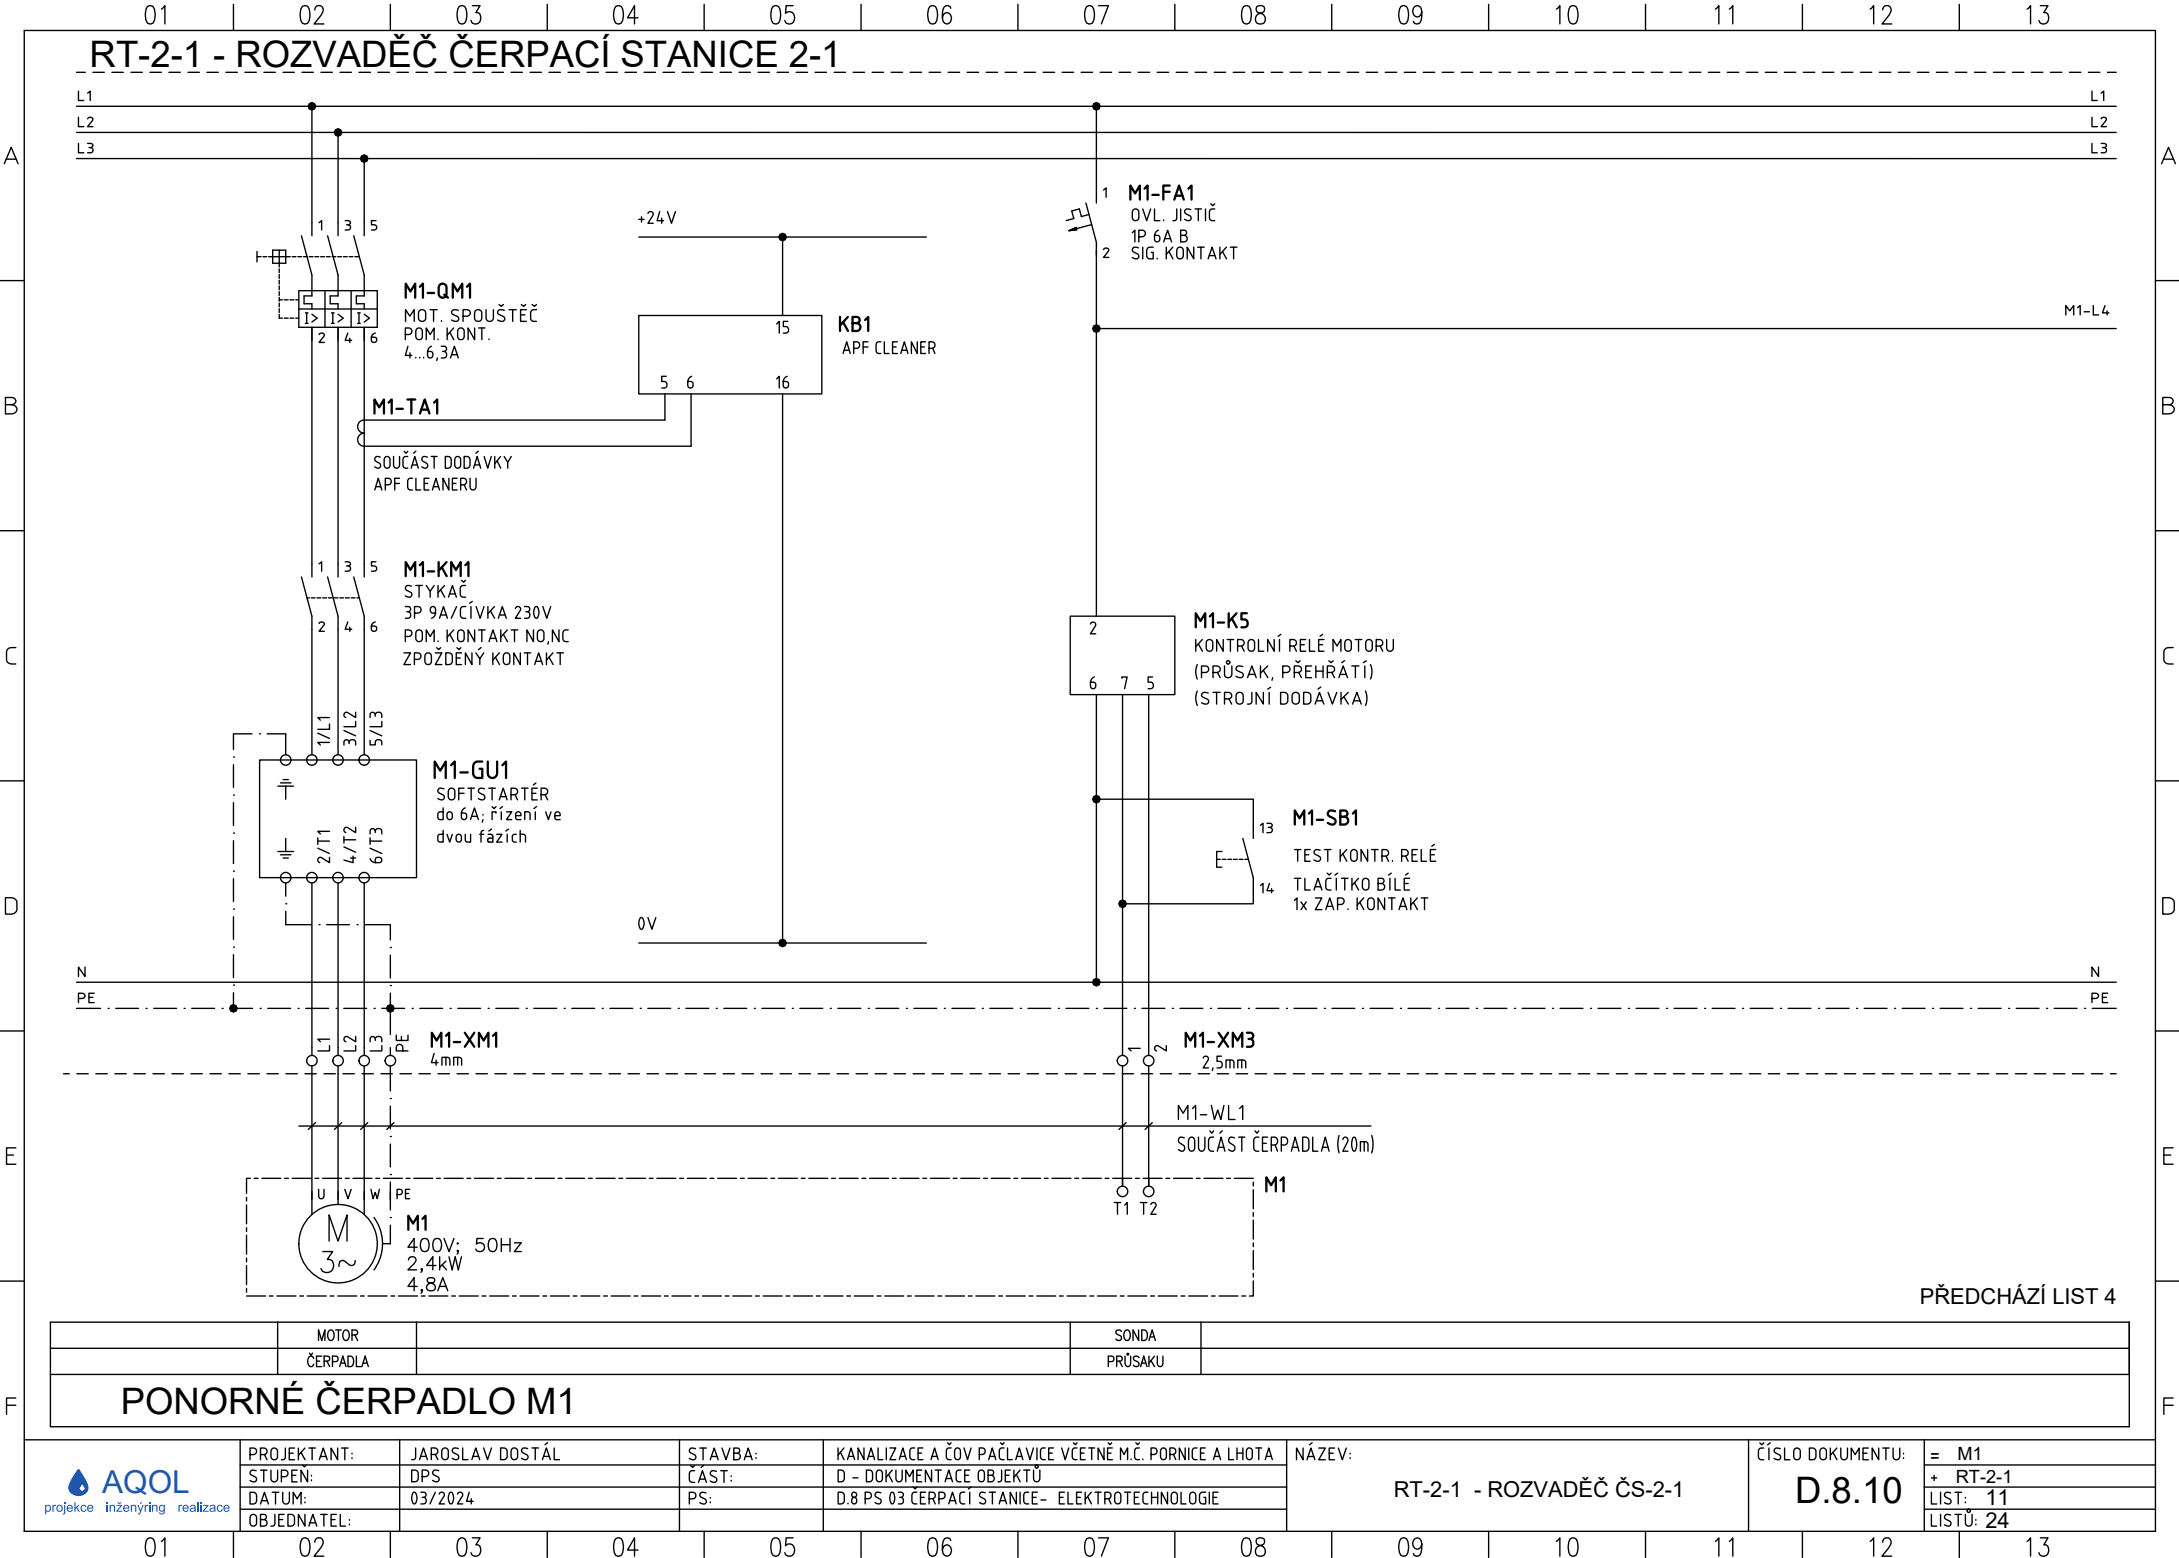 01 02 03 04 05 06 07 08 09 10 11 12 13
RT-2-1 - ROZVADĚČ ČERPACÍ STANICE 2-1
L1 L1
L2 L2
L3 L3
A A
1 3 5
M1-QM1
MOT. SPOUŠTĚČ
POM. KONT.
4...6,3A
I> I> I>
2 4 6
+24V
15
KB1
APF CLEANER
5 6 16
1
M1-FA1
OVL. JISTIČ
1P 6A B
SIG. KONTAKT
2
M1-L4
B B
M1-TA1
SOUČÁST DODÁVKY
APF CLEANERU
1 3 5
M1-KM1
STYKAČ
3P 9A/CÍVKA 230V
POM. KONTAKT NO,NC
ZPOŽDĚNÝ KONTAKT
2 4 6
2
M1-K5
KONTROLNÍ RELÉ MOTORU
(PRŮSAK, PŘEHŘÁTÍ)
(STROJNÍ DODÁVKA)
6 7 5
C C
1/L1 3/L2 5/L3
M1-GU1
SOFTSTARTÉR
do 6A; řízení ve
dvou fázích
2/T1 4/T2 6/T3
13
M1-SB1
TEST KONTR. RELÉ
TLAČÍTKO BÍLÉ
1x ZAP. KONTAKT
14
D D
0V
N N
PE PE
L1 L2 L3 PE
M1-XM1
4mm
1 2
M1-XM3
2,5mm
M1-WL1
SOUČÁST ČERPADLA (20m)
E E
U V W PE
M
3~
M1
400V; 50Hz
2,4kW
4,8A
T1 T2
M1
PŘEDCHÁZÍ LIST 4
MOTOR SONDA
ČERPADLA PRŮSAKU
PONORNÉ ČERPADLO M1
F F
AQOL
projekce inženýring realizace
PROJEKTANT: JAROSLAV DOSTÁL
STUPEŇ: DPS
DATUM: 03/2024
OBJEDNATEL:
STAVBA: KANALIZACE A ČOV PAČLAVICE VČETNĚ M.Č. PORNICE A LHOTA
ČÁST: D - DOKUMENTACE OBJEKTŮ
PS: D.8 PS 03 ČERPACÍ STANICE- ELEKTROTECHNOLOGIE
NÁZEV:
RT-2-1 - ROZVADĚČ ČS-2-1
ČÍSLO DOKUMENTU:
D.8.10
= M1
+ RT-2-1
LIST: 11
LISTŮ: 24
01 02 03 04 05 06 07 08 09 10 11 12 13